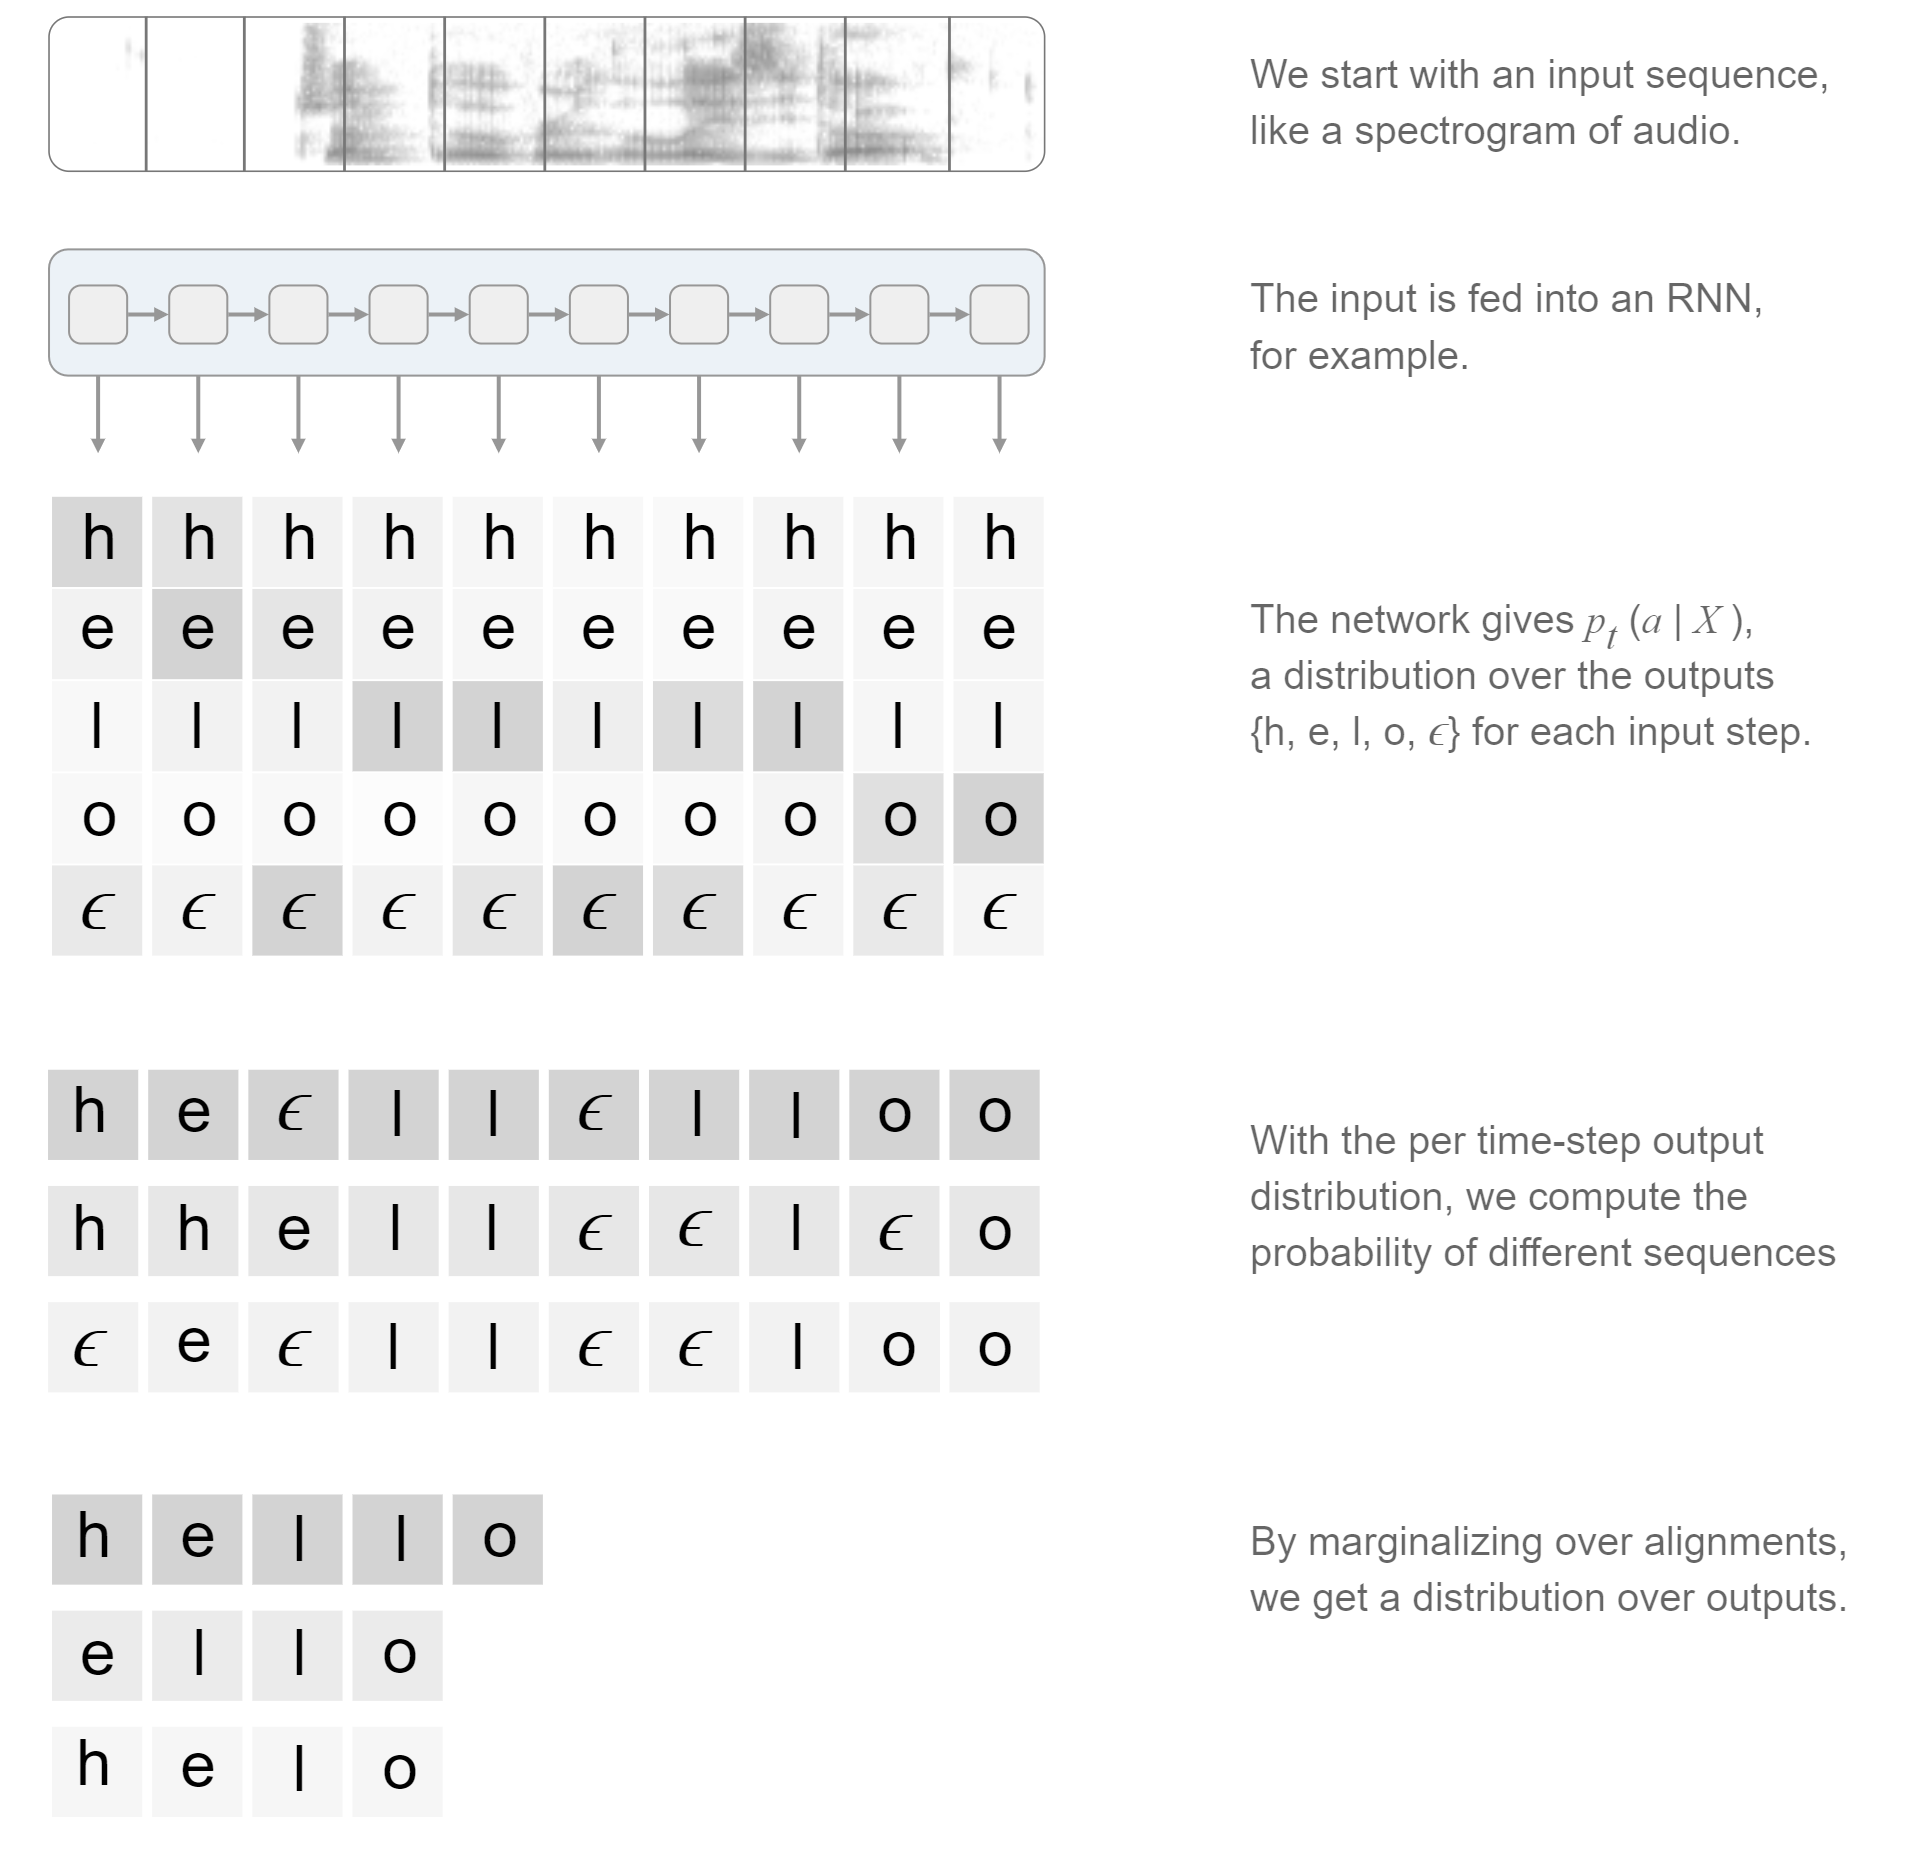 We start with an input sequence,
like a spectrogram of audio.
The input is fed into an RNN,
for example.
h h h h h h h h h h
e e e e e e e e e e
l l l l l l l l l l
o o o o o o o o o o
ϵ ϵ ϵ ϵ ϵ ϵ ϵ ϵ ϵ ϵ
The network gives pₜ (a | X),
a distribution over the outputs
{h, e, l, o, ϵ} for each input step.
h e ϵ l l ϵ l l o o
h h e l l ϵ ϵ l ϵ o
ϵ e ϵ l l ϵ ϵ l o o
With the per time-step output
distribution, we compute the
probability of different sequences
h e l l o
e l l o
h e l o
By marginalizing over alignments,
we get a distribution over outputs.